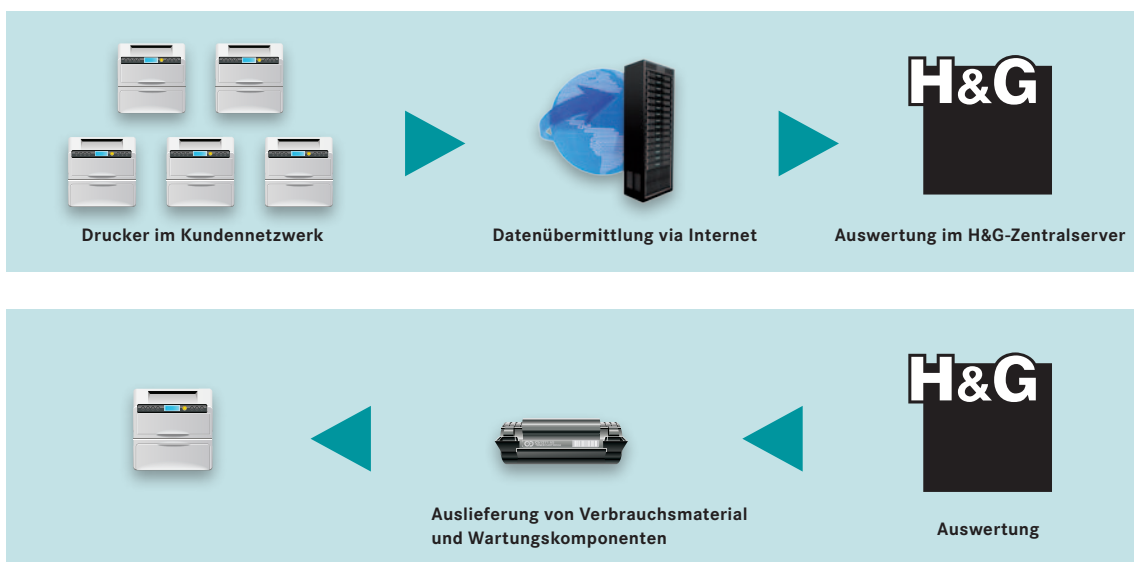 H&G
Drucker im Kundennetzwerk
Datenübermittlung via Internet
Auswertung im H&G-Zentralserver
H&G
Auslieferung von Verbrauchsmaterial
und Wartungskomponenten
Auswertung